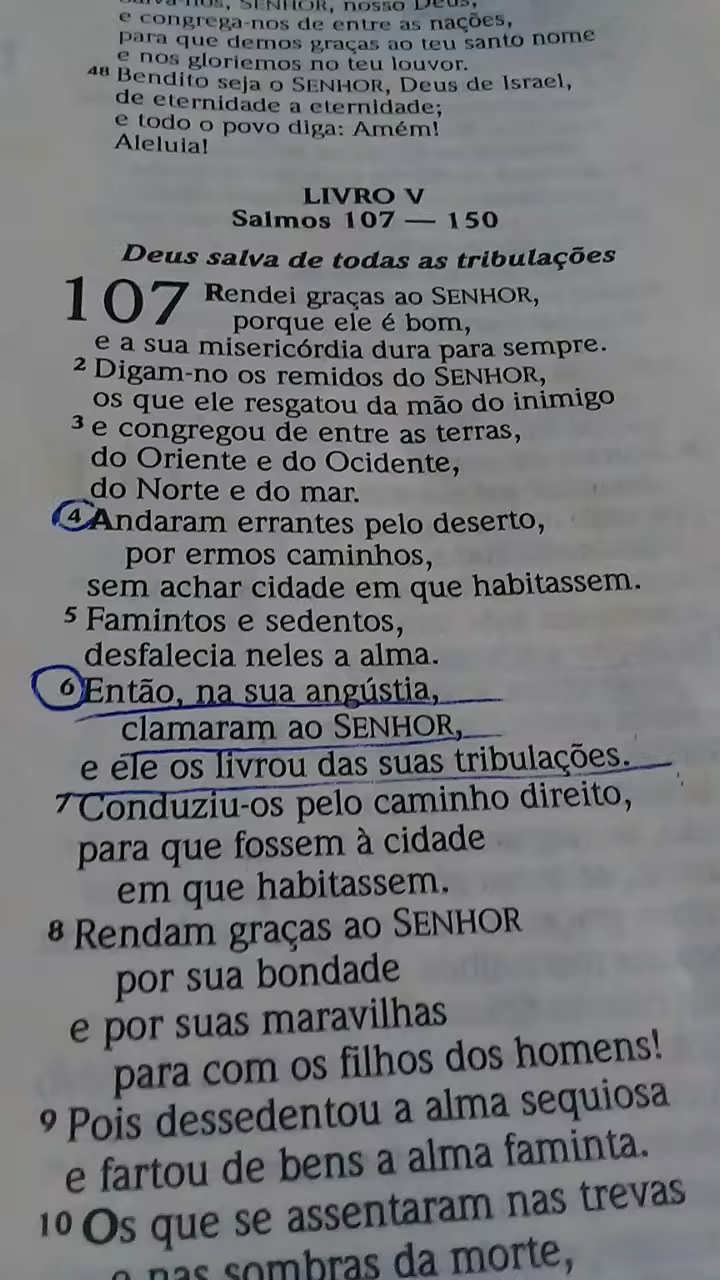 Salva-nos, SENHOR, nosso Deus,
e congrega-nos de entre as nações,
para que demos graças ao teu santo nome
e nos gloriemos no teu louvor.
48 Bendito seja o SENHOR, Deus de Israel,
de eternidade a eternidade;
e todo o povo diga: Amém!
Aleluia!
LIVRO V
Salmos 107 — 150
Deus salva de todas as tribulações
107 Rendei graças ao SENHOR,
porque ele é bom,
e a sua misericórdia dura para sempre.
2 Digam-no os remidos do SENHOR,
os que ele resgatou da mão do inimigo
3 e congregou de entre as terras,
do Oriente e do Ocidente,
do Norte e do mar.
4 Andaram errantes pelo deserto,
por ermos caminhos,
sem achar cidade em que habitassem.
5 Famintos e sedentos,
desfalecia neles a alma.
6 Então, na sua angústia,
clamaram ao SENHOR,
e ele os livrou das suas tribulações.
7 Conduziu-os pelo caminho direito,
para que fossem à cidade
em que habitassem.
8 Rendam graças ao SENHOR
por sua bondade
e por suas maravilhas
para com os filhos dos homens!
9 Pois dessedentou a alma sequiosa
e fartou de bens a alma faminta.
10 Os que se assentaram nas trevas
e nas sombras da morte,